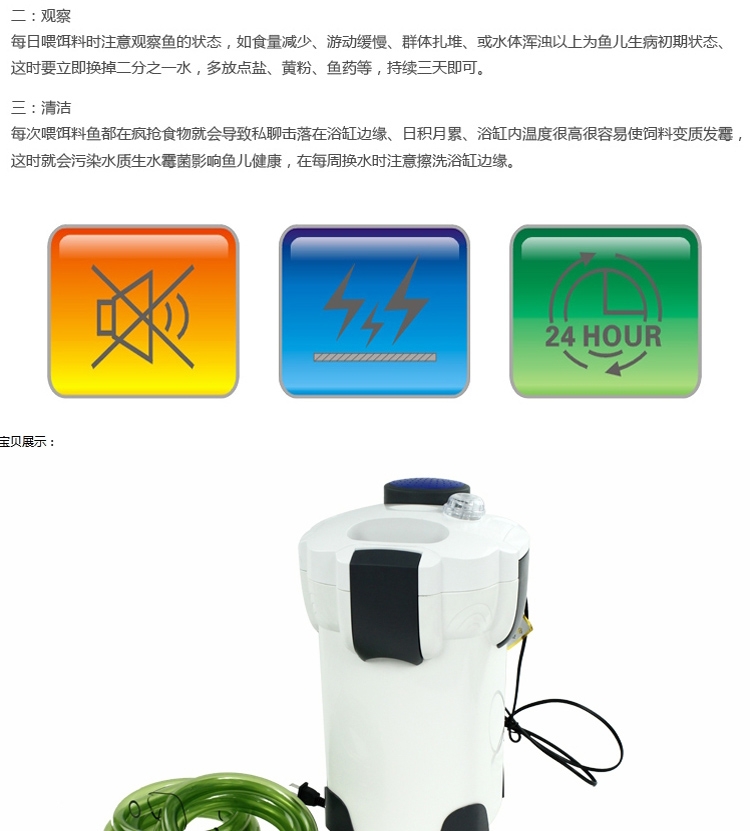 二：观察
每日喂饵料时注意观察鱼的状态，如食量减少、游动缓慢、群体扎堆、或水体浑浊以上为鱼儿生病初期状态、
这时要立即换掉二分之一水，多放点盐、黄粉、鱼药等，持续三天即可。
三：清洁
每次喂饵料鱼都在疯抢食物就会导致私聊击落在浴缸边缘、日积月累、浴缸内温度很高很容易使饲料变质发霉，
这时就会污染水质生水霉菌影响鱼儿健康，在每周换水时注意擦洗浴缸边缘。
24 HOUR
宝贝展示：